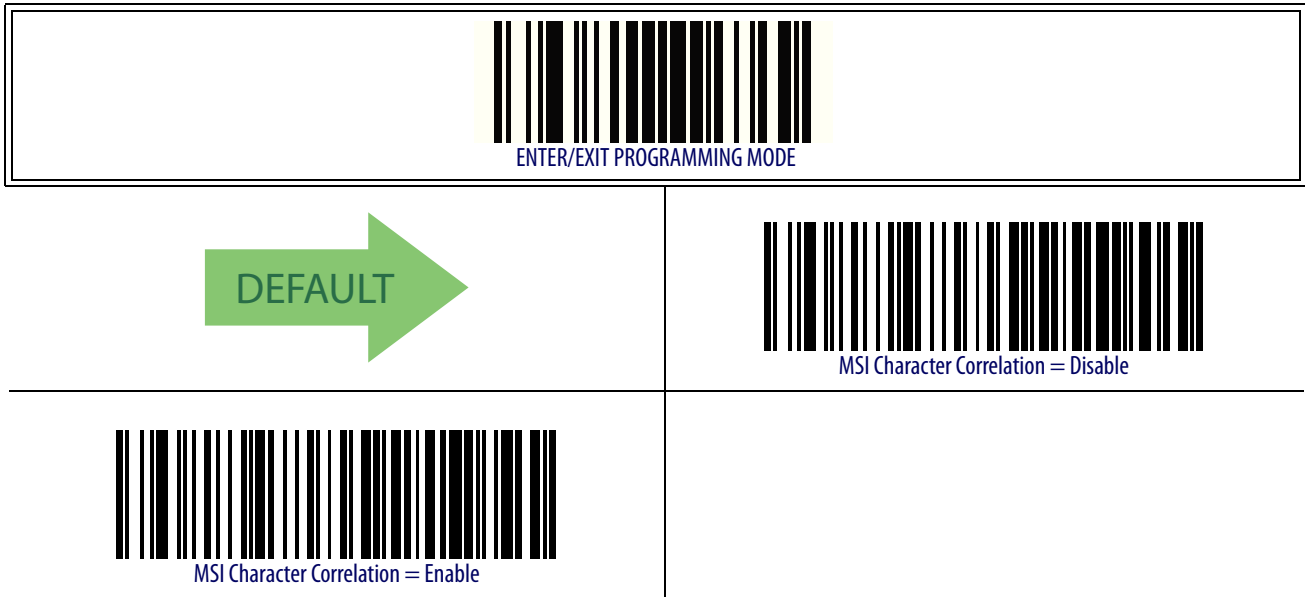 ENTER/EXIT PROGRAMMING MODE
DEFAULT
MSI Character Correlation = Disable
MSI Character Correlation = Enable